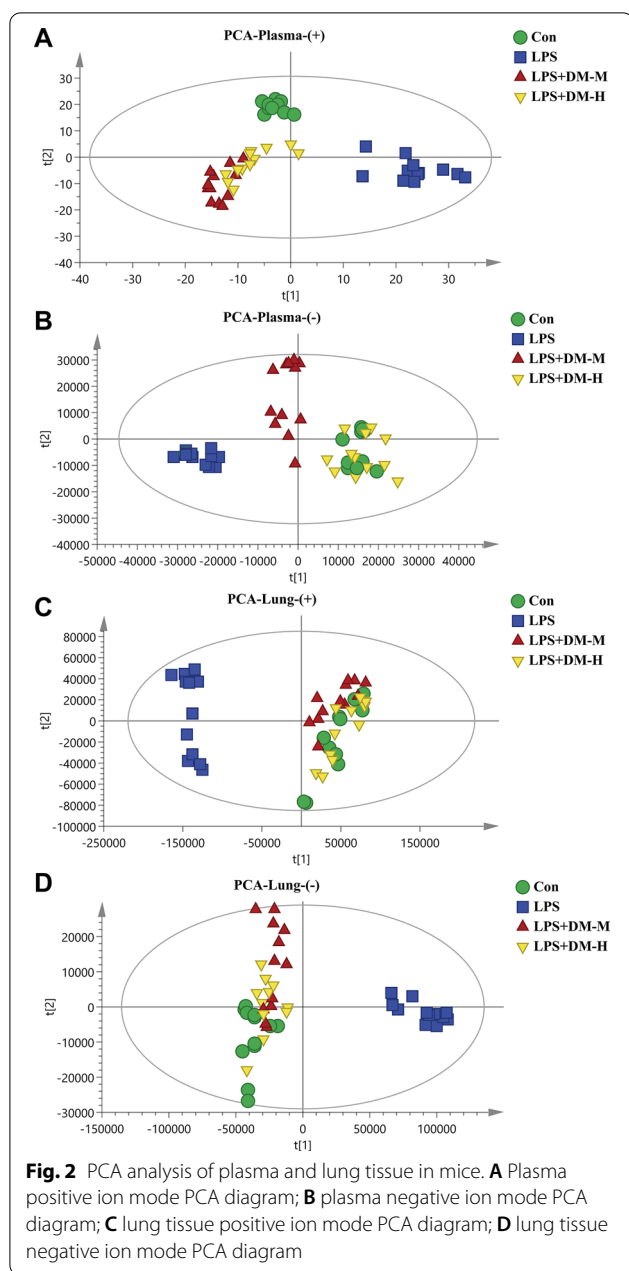 A
PCA-Plasma-(+)
Con
LPS
LPS+DM-M
LPS+DM-H
30
20
10
0
-10
-20
-30
-40
t[2]
-40 -30 -20 -10 0 10 20 30
t[1]
B
PCA-Plasma-(-)
Con
LPS
LPS+DM-M
LPS+DM-H
30000
20000
10000
0
-10000
-20000
-30000
-40000
t[2]
-50000 -40000 -30000 -20000 -10000 0 10000 20000 30000 40000
t[1]
C
PCA-Lung-(+)
Con
LPS
LPS+DM-M
LPS+DM-H
80000
60000
40000
20000
0
-20000
-40000
-60000
-80000
-100000
t[2]
-250000 -150000 -50000 50000 150000
t[1]
D
PCA-Lung-(-)
Con
LPS
LPS+DM-M
LPS+DM-H
20000
10000
0
-10000
-20000
-30000
t[2]
-150000 -100000 -50000 0 50000 100000
t[1]
Fig. 2 PCA analysis of plasma and lung tissue in mice. A Plasma
positive ion mode PCA diagram; B plasma negative ion mode PCA
diagram; C lung tissue positive ion mode PCA diagram; D lung tissue
negative ion mode PCA diagram